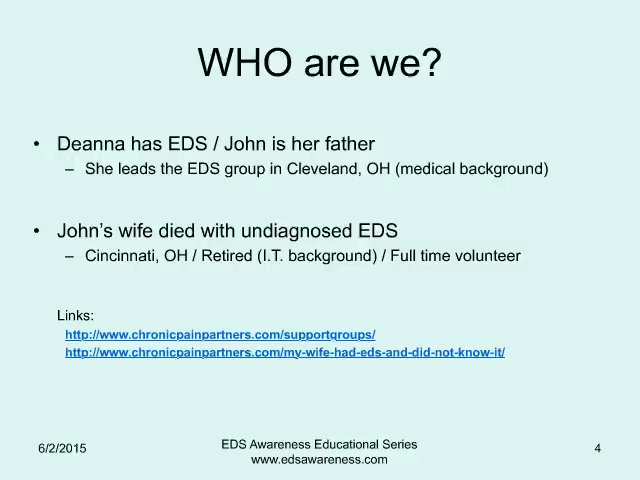 WHO are we?
• Deanna has EDS / John is her father
– She leads the EDS group in Cleveland, OH (medical background)
• John’s wife died with undiagnosed EDS
– Cincinnati, OH / Retired (I.T. background) / Full time volunteer
Links:
http://www.chronicpainpartners.com/supportgroups/
http://www.chronicpainpartners.com/my-wife-had-eds-and-did-not-know-it/
6/2/2015
EDS Awareness Educational Series
www.edsawareness.com
4